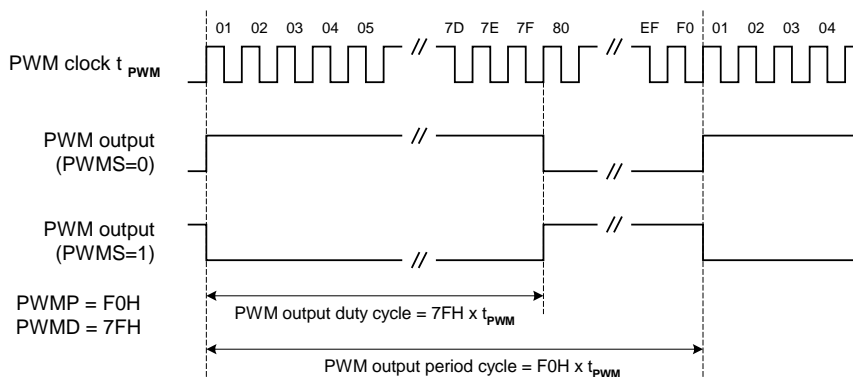 01 02 03 04 05 // 7D 7E 7F 80 // EF F0 01 02 03 04
PWM clock t PWM
PWM output
(PWMS=0)
// //
PWM output
(PWMS=1)
// //
PWMP = F0H
PWMD = 7FH
PWM output duty cycle = 7FH x tPWM
PWM output period cycle = F0H x tPWM